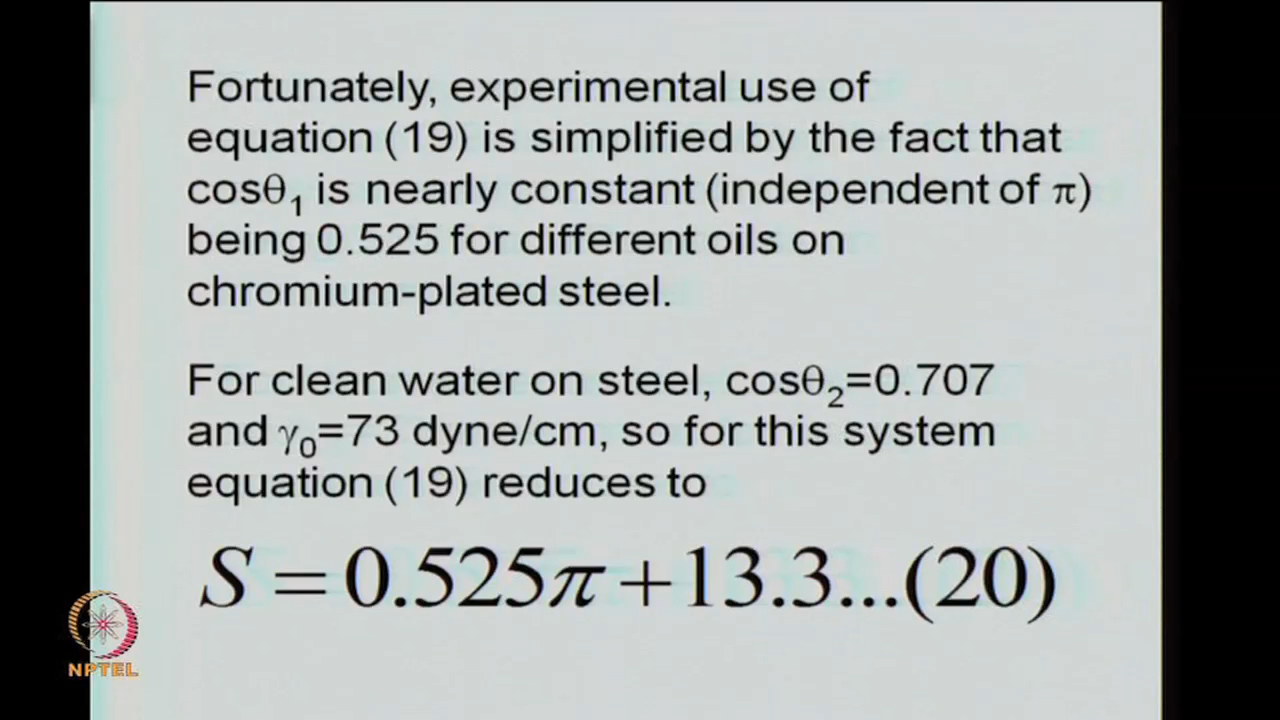 Fortunately, experimental use of
equation (19) is simplified by the fact that
cosθ₁ is nearly constant (independent of π)
being 0.525 for different oils on
chromium-plated steel.
For clean water on steel, cosθ₂=0.707
and γ₀=73 dyne/cm, so for this system
equation (19) reduces to
S = 0.525π + 13.3...(20)
NPTEL